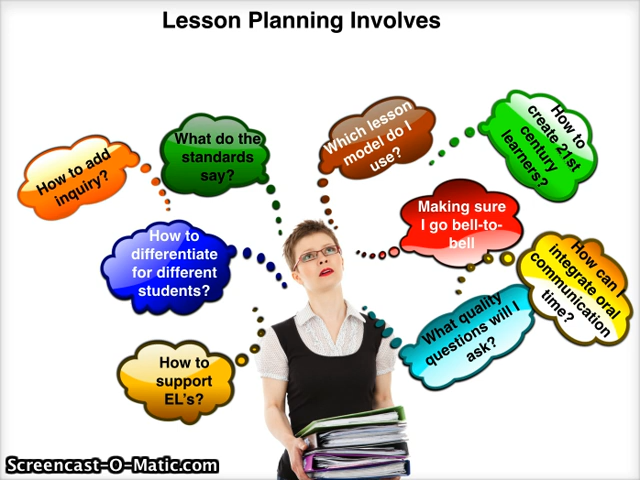 Lesson Planning Involves
How to add
inquiry?
What do the
standards
say?
Which lesson
model do I
use?
How to
create 21st
century
learners?
How to
differentiate
for different
students?
Making sure
I go bell-to-
bell
How can
integrate oral
communication
time?
What quality
questions will I
ask?
How to
support
EL's?
Screencast-O-Matic.com